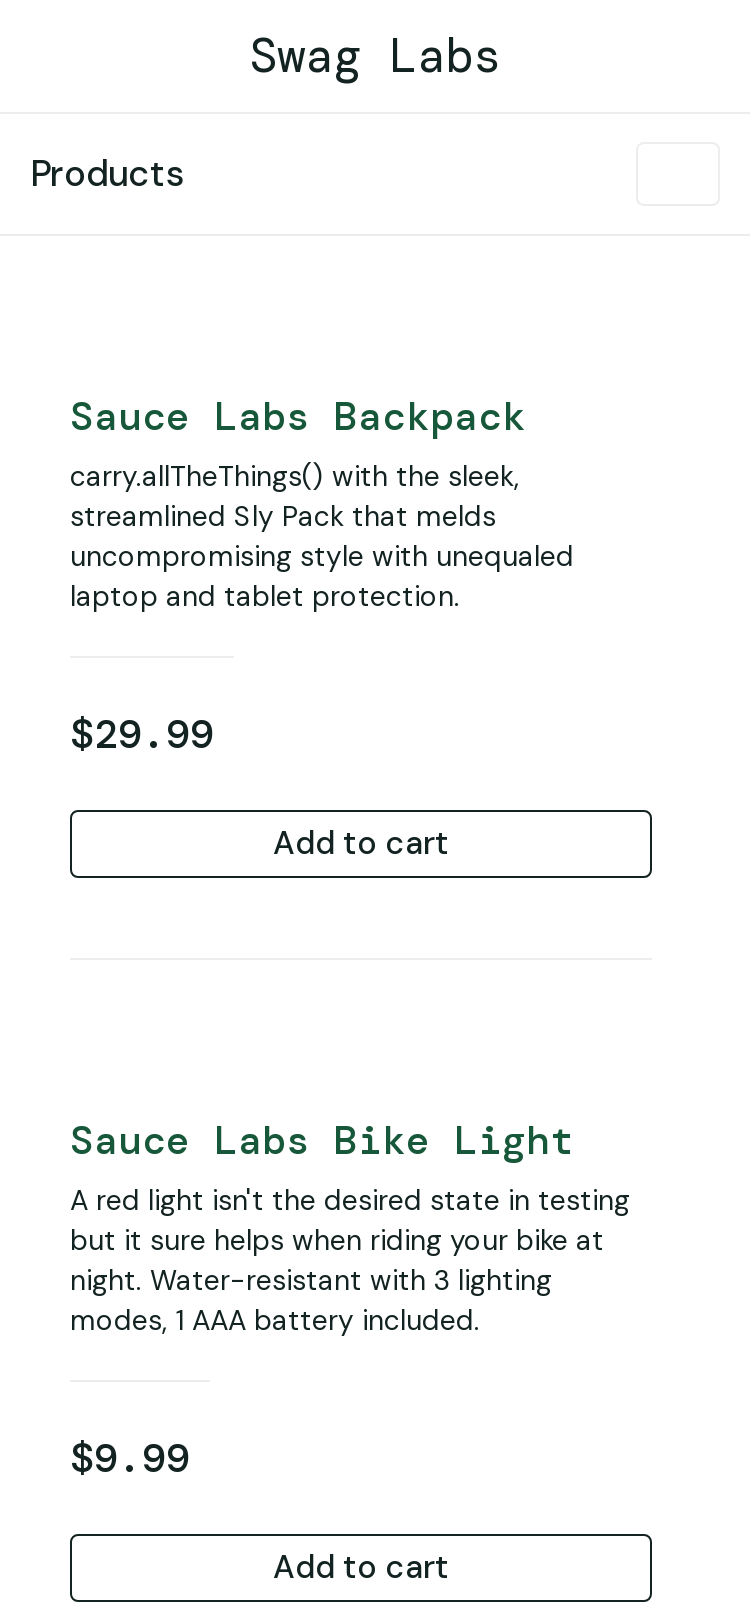 Swag Labs
Products
Sauce Labs Backpack
carry.allTheThings() with the sleek,
streamlined Sly Pack that melds
uncompromising style with unequaled
laptop and tablet protection.
$29.99
Add to cart
Sauce Labs Bike Light
A red light isn't the desired state in testing
but it sure helps when riding your bike at
night. Water-resistant with 3 lighting
modes, 1 AAA battery included.
$9.99
Add to cart